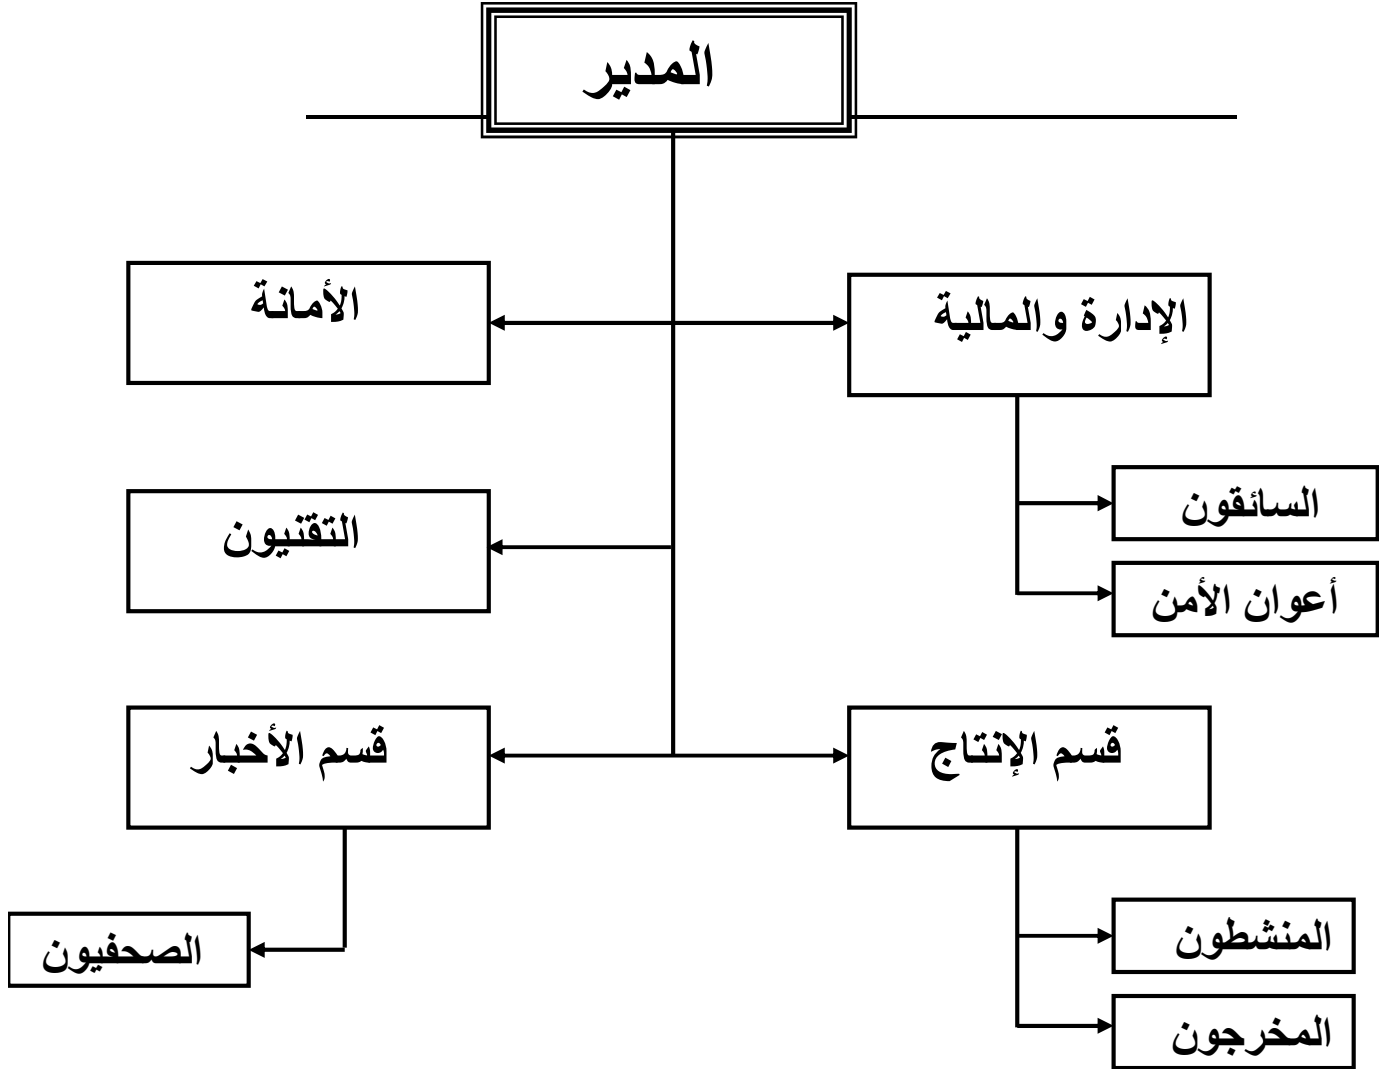 المدير
الإدارة والمالية
الأمانة
السائقون
التقنيون
أعوان الأمن
قسم الإنتاج
قسم الأخبار
المنشطون
الصحفيون
المخرجون